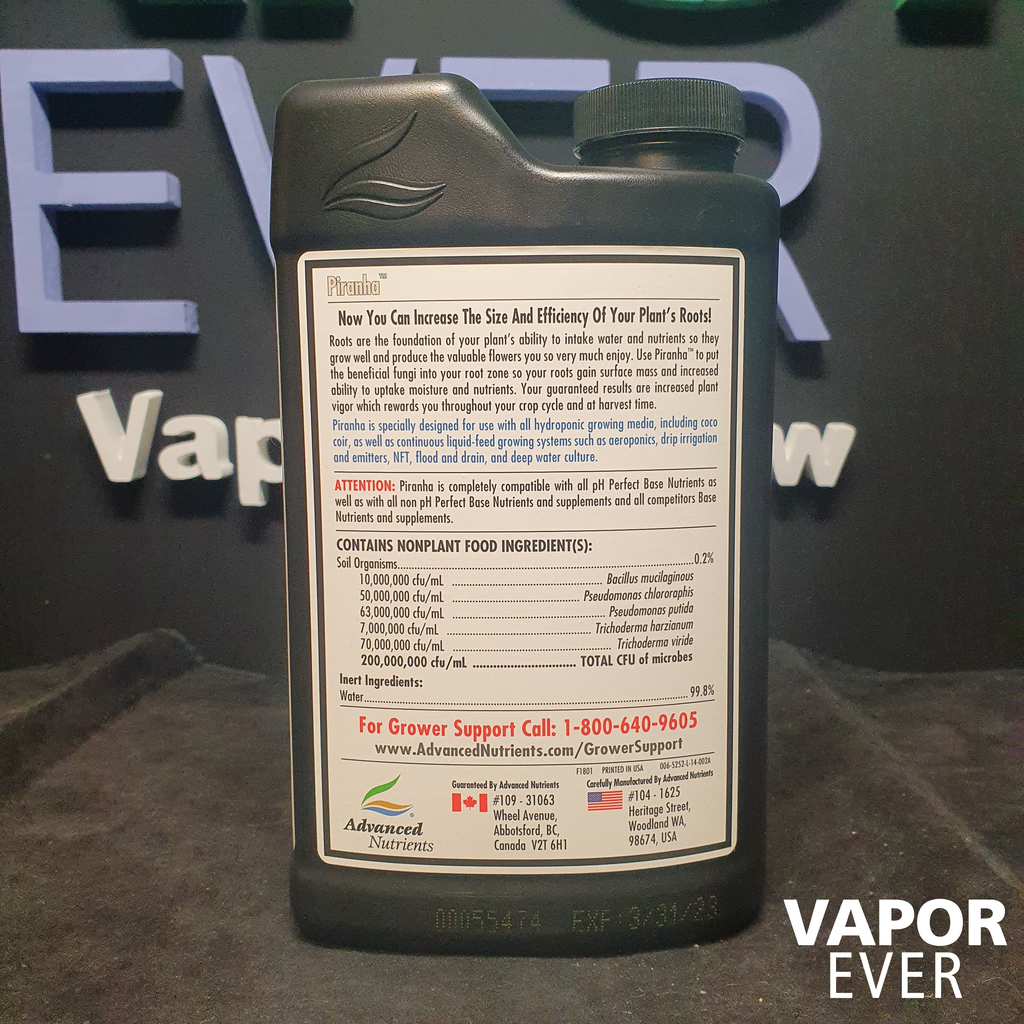 EVER
Vap
w
Piranha™
Now You Can Increase The Size And Efficiency Of Your Plant's Roots!
Roots are the foundation of your plant's ability to intake water and nutrients so they
grow well and produce the valuable flowers you so very much enjoy. Use Piranha™ to put
the beneficial fungi into your root zone so your roots gain surface mass and increased
ability to uptake moisture and nutrients. Your guaranteed results are increased plant
vigor which rewards you throughout your crop cycle and at harvest time.
Piranha is specially designed for use with all hydroponic growing media, including coco
coir, as well as continuous liquid-feed growing systems such as aeroponics, drip irrigation
and emitters, NFT, flood and drain, and deep water culture.
ATTENTION: Piranha is completely compatible with all pH Perfect Base Nutrients as
well as with all non pH Perfect Base Nutrients and supplements and all competitors Base
Nutrients and supplements.
CONTAINS NONPLANT FOOD INGREDIENT(S):
Soil Organisms 0.2%
10,000,000 cfu/mL Bacillus mucilaginous
50,000,000 cfu/mL Pseudomonas chlororaphis
63,000,000 cfu/mL Pseudomonas putida
7,000,000 cfu/mL Trichoderma harzianum
70,000,000 cfu/mL Trichoderma viride
200,000,000 cfu/mL TOTAL CFU of microbes
Inert Ingredients:
Water 99.8%
For Grower Support Call: 1-800-640-9605
www.AdvancedNutrients.com/GrowerSupport
F1801 PRINTED IN USA 006-5252-L-14-002A
Advanced
Nutrients
Guaranteed By Advanced Nutrients
#109 - 31063
Wheel Avenue,
Abbotsford, BC,
Canada V2T 6H1
Carefully Manufactured By Advanced Nutrients
#104 - 1625
Heritage Street,
Woodland WA,
98674, USA
00055474 EXP:3/31/23
VAPOR
EVER